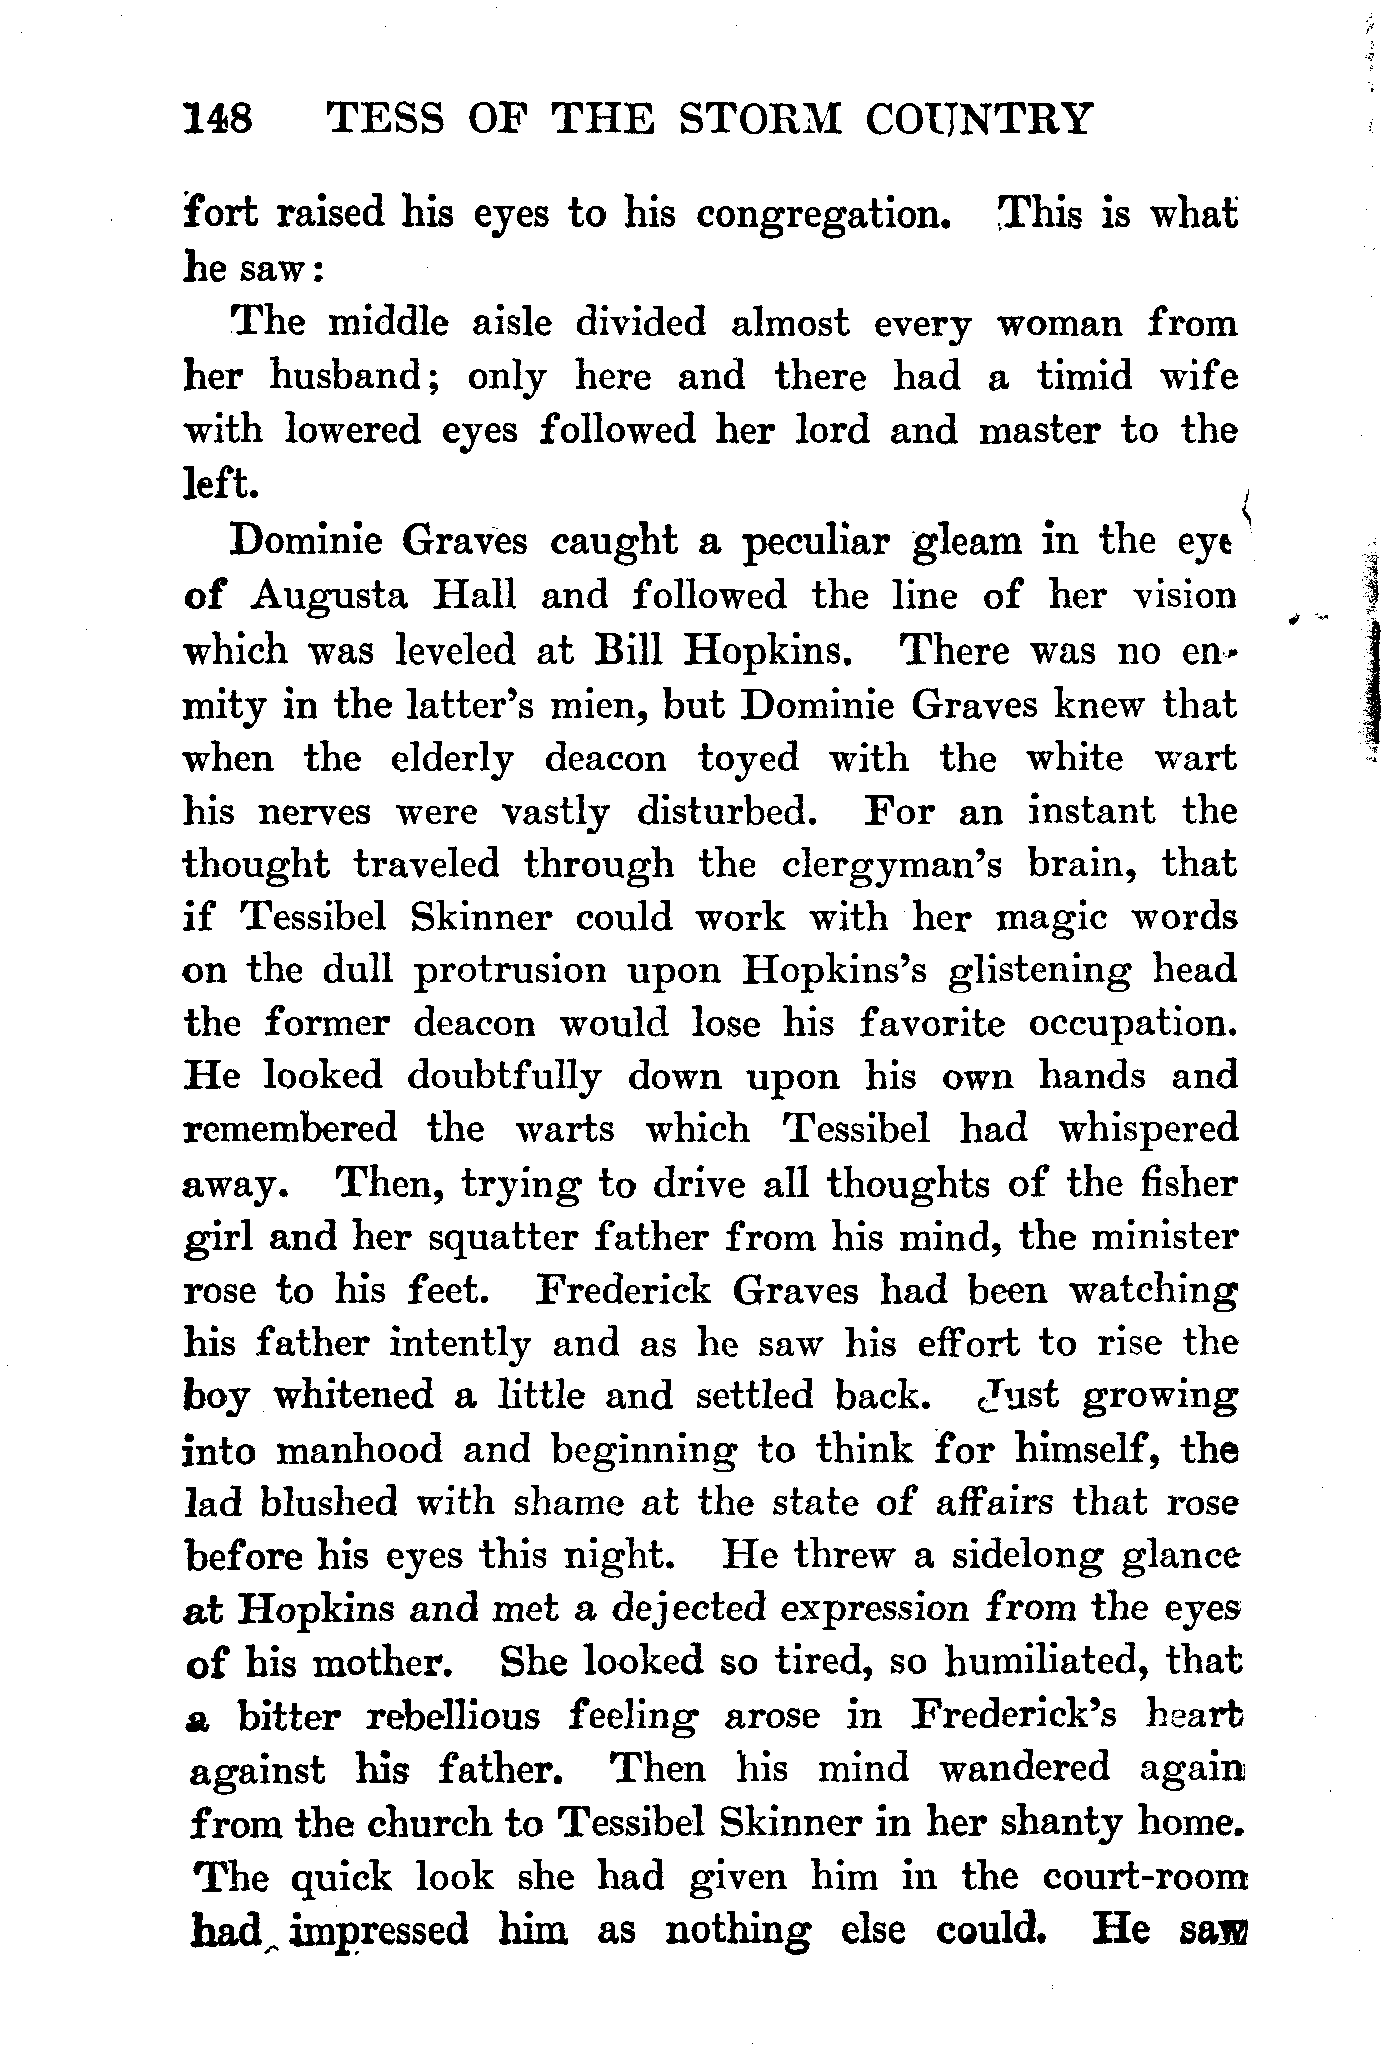 148 TESS OF THE STORM COUNTRY
fort raised his eyes to his congregation. This is what
he saw:
The middle aisle divided almost every woman from
her husband; only here and there had a timid wife
with lowered eyes followed her lord and master to the
left.
Dominie Graves caught a peculiar gleam in the eye
of Augusta Hall and followed the line of her vision
which was leveled at Bill Hopkins. There was no en-
mity in the latter's mien, but Dominie Graves knew that
when the elderly deacon toyed with the white wart
his nerves were vastly disturbed. For an instant the
thought traveled through the clergyman's brain, that
if Tessibel Skinner could work with her magic words
on the dull protrusion upon Hopkins's glistening head
the former deacon would lose his favorite occupation.
He looked doubtfully down upon his own hands and
remembered the warts which Tessibel had whispered
away. Then, trying to drive all thoughts of the fisher
girl and her squatter father from his mind, the minister
rose to his feet. Frederick Graves had been watching
his father intently and as he saw his effort to rise the
boy whitened a little and settled back. Just growing
into manhood and beginning to think for himself, the
lad blushed with shame at the state of affairs that rose
before his eyes this night. He threw a sidelong glance
at Hopkins and met a dejected expression from the eyes
of his mother. She looked so tired, so humiliated, that
a bitter rebellious feeling arose in Frederick's heart
against his father. Then his mind wandered again
from the church to Tessibel Skinner in her shanty home.
The quick look she had given him in the court-room
had impressed him as nothing else could. He saw